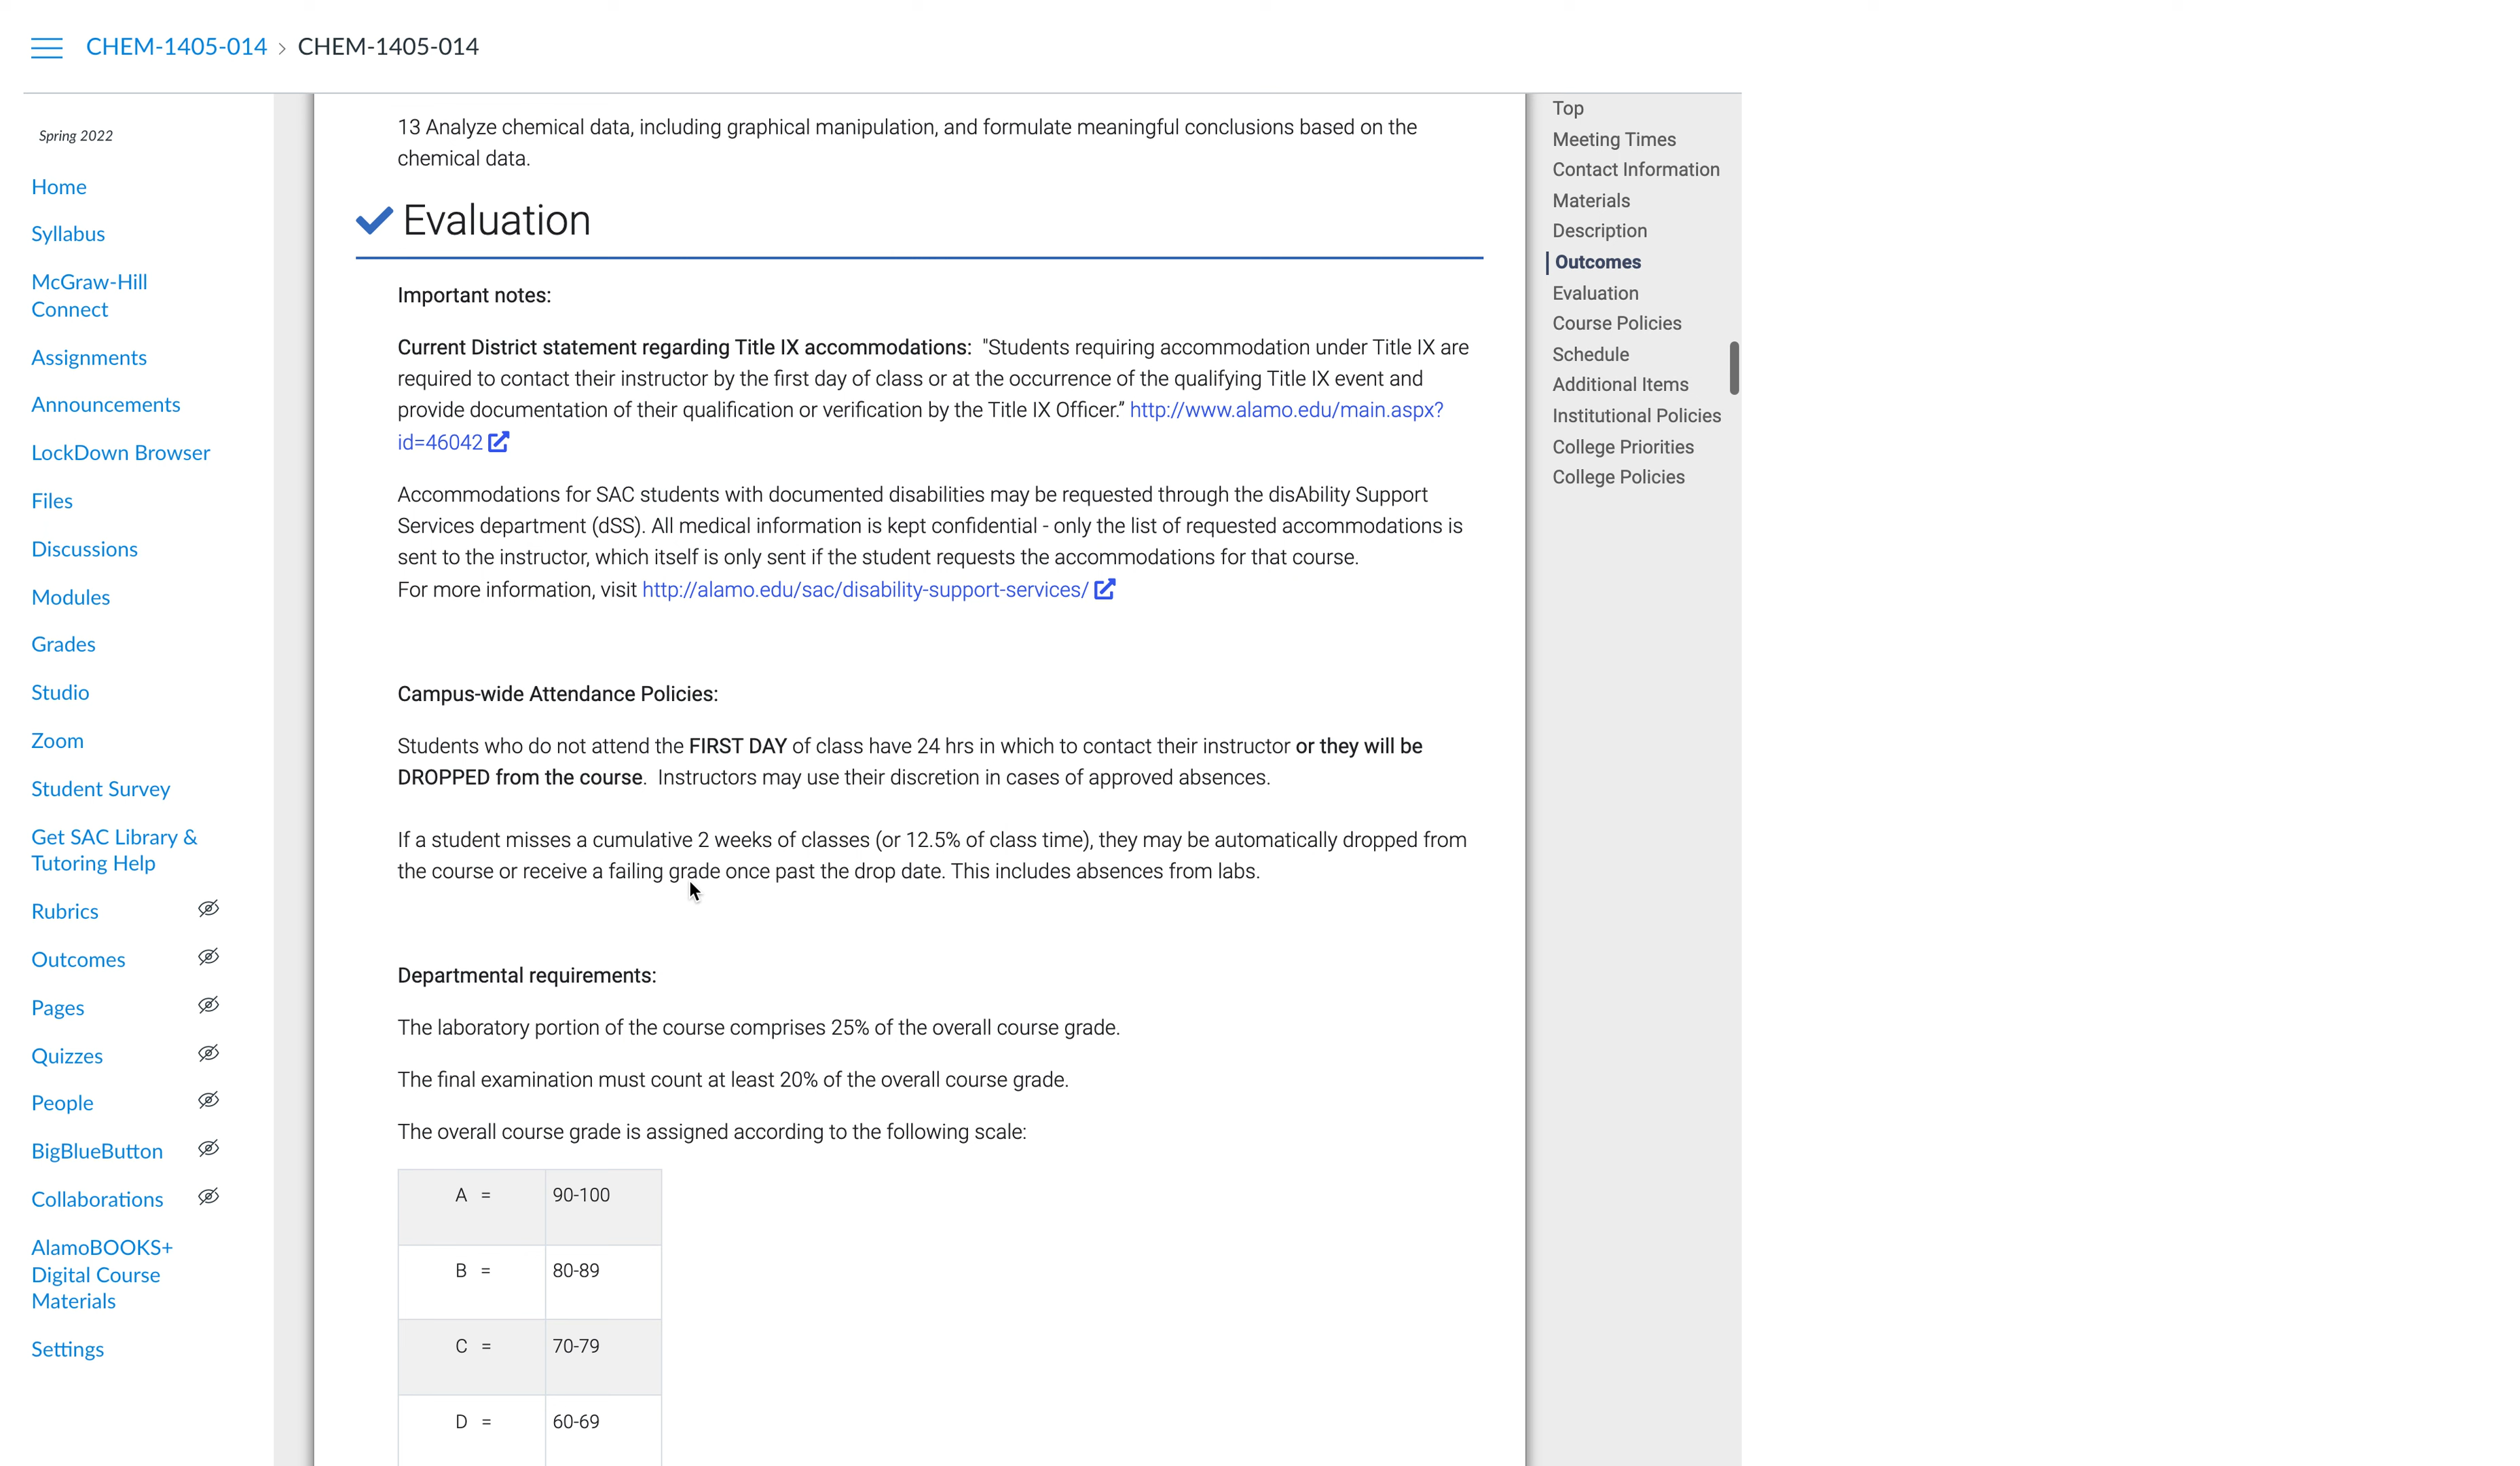 CHEM-1405-014 > CHEM-1405-014
Spring 2022
Home
Syllabus
McGraw-Hill
Connect
Assignments
Announcements
LockDown Browser
Files
Discussions
Modules
Grades
Studio
Zoom
Student Survey
Get SAC Library &
Tutoring Help
Rubrics
Outcomes
Pages
Quizzes
People
BigBlueButton
Collaborations
AlamoBOOKS+
Digital Course
Materials
Settings
13 Analyze chemical data, including graphical manipulation, and formulate meaningful conclusions based on the
chemical data.
Evaluation
Important notes:
Current District statement regarding Title IX accommodations: "Students requiring accommodation under Title IX are
required to contact their instructor by the first day of class or at the occurrence of the qualifying Title IX event and
provide documentation of their qualification or verification by the Title IX Officer.” http://www.alamo.edu/main.aspx?
id=46042
Accommodations for SAC students with documented disabilities may be requested through the disAbility Support
Services department (dSS). All medical information is kept confidential - only the list of requested accommodations is
sent to the instructor, which itself is only sent if the student requests the accommodations for that course.
For more information, visit http://alamo.edu/sac/disability-support-services/
Campus-wide Attendance Policies:
Students who do not attend the FIRST DAY of class have 24 hrs in which to contact their instructor or they will be
DROPPED from the course. Instructors may use their discretion in cases of approved absences.
If a student misses a cumulative 2 weeks of classes (or 12.5% of class time), they may be automatically dropped from
the course or receive a failing grade once past the drop date. This includes absences from labs.
Departmental requirements:
The laboratory portion of the course comprises 25% of the overall course grade.
The final examination must count at least 20% of the overall course grade.
The overall course grade is assigned according to the following scale:
A = 90-100
B = 80-89
C = 70-79
D = 60-69
Top
Meeting Times
Contact Information
Materials
Description
Outcomes
Evaluation
Course Policies
Schedule
Additional Items
Institutional Policies
College Priorities
College Policies